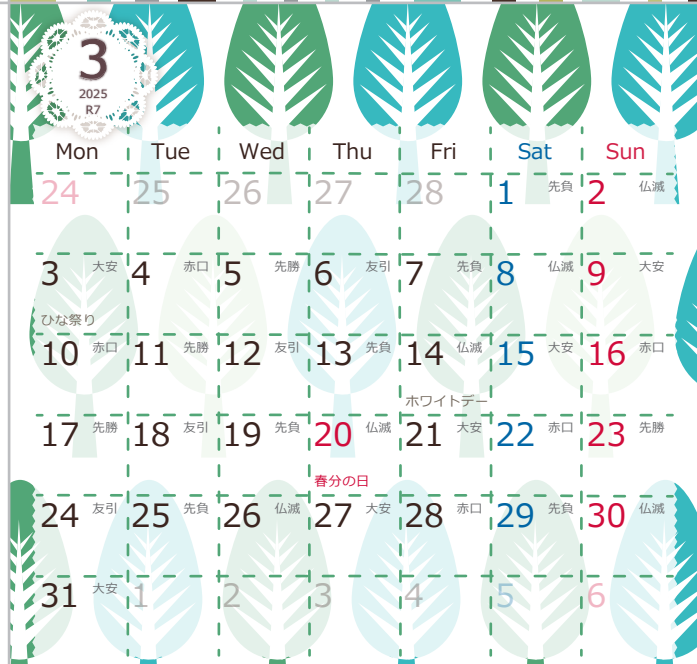 3
2025
R7
Mon Tue Wed Thu Fri Sat Sun
24 25 26 27 28 1 先負 2 仏滅
3 大安 4 赤口 5 先勝 6 友引 7 先負 8 仏滅 9 大安
ひな祭り
10 赤口 11 先勝 12 友引 13 先負 14 仏滅 15 大安 16 赤口
ホワイトデー
17 先勝 18 友引 19 先負 20 仏滅 21 大安 22 赤口 23 先勝
春分の日
24 友引 25 先負 26 仏滅 27 大安 28 赤口 29 先負 30 仏滅
31 大安 1 2 3 4 5 6